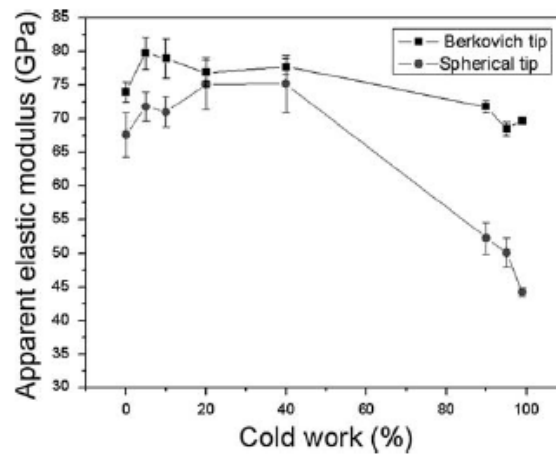 Apparent elastic modulus (GPa)
85
80
75
70
65
60
55
50
45
40
35
30
Berkovich tip
Spherical tip
0 20 40 60 80 100
Cold work (%)